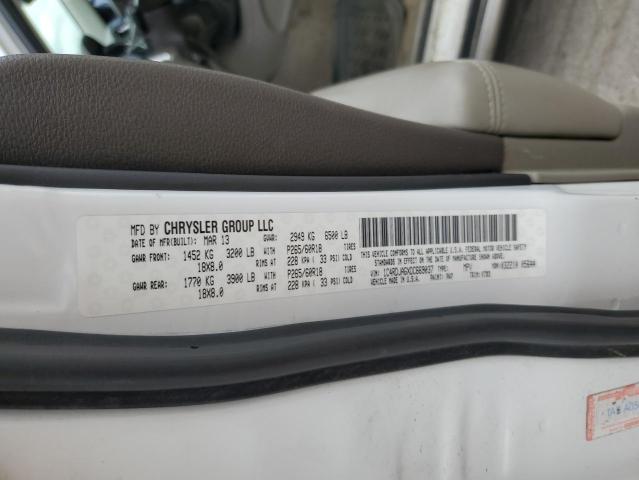 MFD BY CHRYSLER GROUP LLC
DATE OF MFR(BUILT): MAR 13 GVWR: 2949 KG 6500 LB
GAWR FRONT: 1452 KG 3200 LB WITH P265/60R18 TIRES
18X8.0 RIMS AT 228 KPA ( 33 PSI) COLD
GAWR REAR: 1770 KG 3900 LB WITH P265/60R18 TIRES
18X8.0 RIMS AT 228 KPA ( 33 PSI) COLD
THIS VEHICLE CONFORMS TO ALL APPLICABLE U.S.A. FEDERAL MOTOR VEHICLE SAFETY
STANDARDS IN EFFECT ON THE DATE OF MANUFACTURE SHOWN ABOVE.
VIN: TYPE: MPV
VEHICLE MADE IN U.S.A. PAINT: PW7 TRIM: